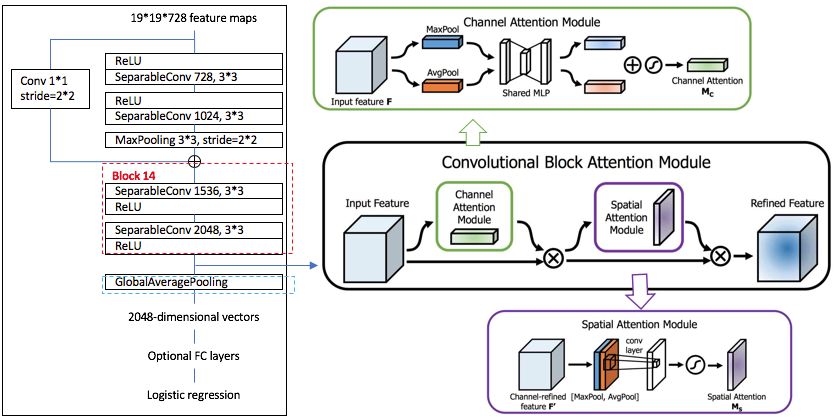 19*19*728 feature maps
Conv 1*1
stride=2*2
ReLU
SeparableConv 728, 3*3
ReLU
SeparableConv 1024, 3*3
MaxPooling 3*3, stride=2*2
Block 14
SeparableConv 1536, 3*3
ReLU
SeparableConv 2048, 3*3
ReLU
GlobalAveragePooling
2048-dimensional vectors
Optional FC layers
Logistic regression
Channel Attention Module
MaxPool
AvgPool
Input feature F
Shared MLP
Channel Attention
Mc
Convolutional Block Attention Module
Input Feature
Channel
Attention
Module
Spatial
Attention
Module
Refined Feature
Spatial Attention Module
conv
layer
Channel-refined
feature F'
[MaxPool, AvgPool]
Spatial Attention
Ms